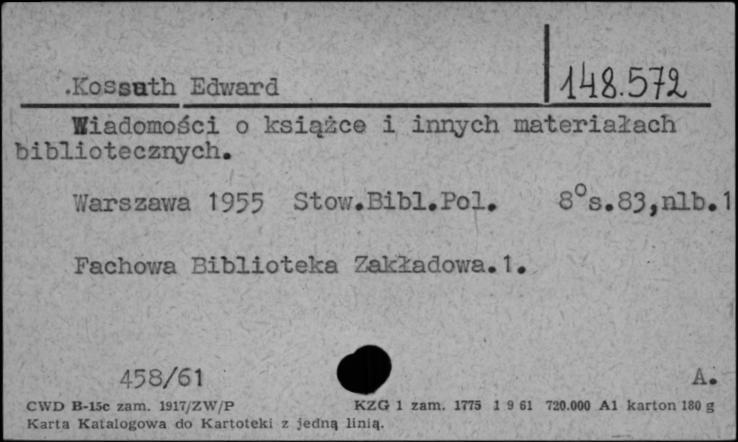 .Kossuth Edward
148.572
Wiadomości o książce i innych materiałach
bibliotecznych.
Warszawa 1955 Stow.Bibl.Pol. 8°s.83,nlb.1
Fachowa Biblioteka Zakładowa.1.
458/61 A.
CWD B-15c zam. 1917/ZW/P KZG 1 zam. 1775 1 9 61 720.000 A1 karton 180 g
Karta Katalogowa do Kartoteki z jedną linią.